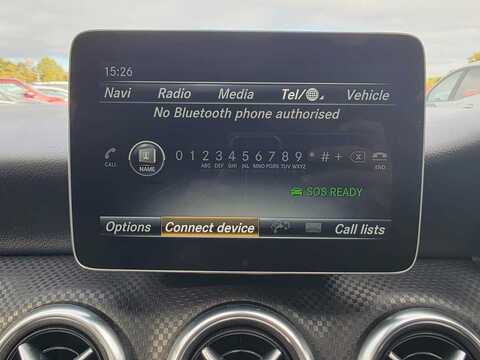 15:26
Navi Radio Media Tel/ Vehicle
No Bluetooth phone authorised
0 1 2 3 4 5 6 7 8 9 * # +
CALL NAME ABC DEF GHI JKL MNO PQRS TUV WXYZ END
SOS READY
Options Connect device Call lists